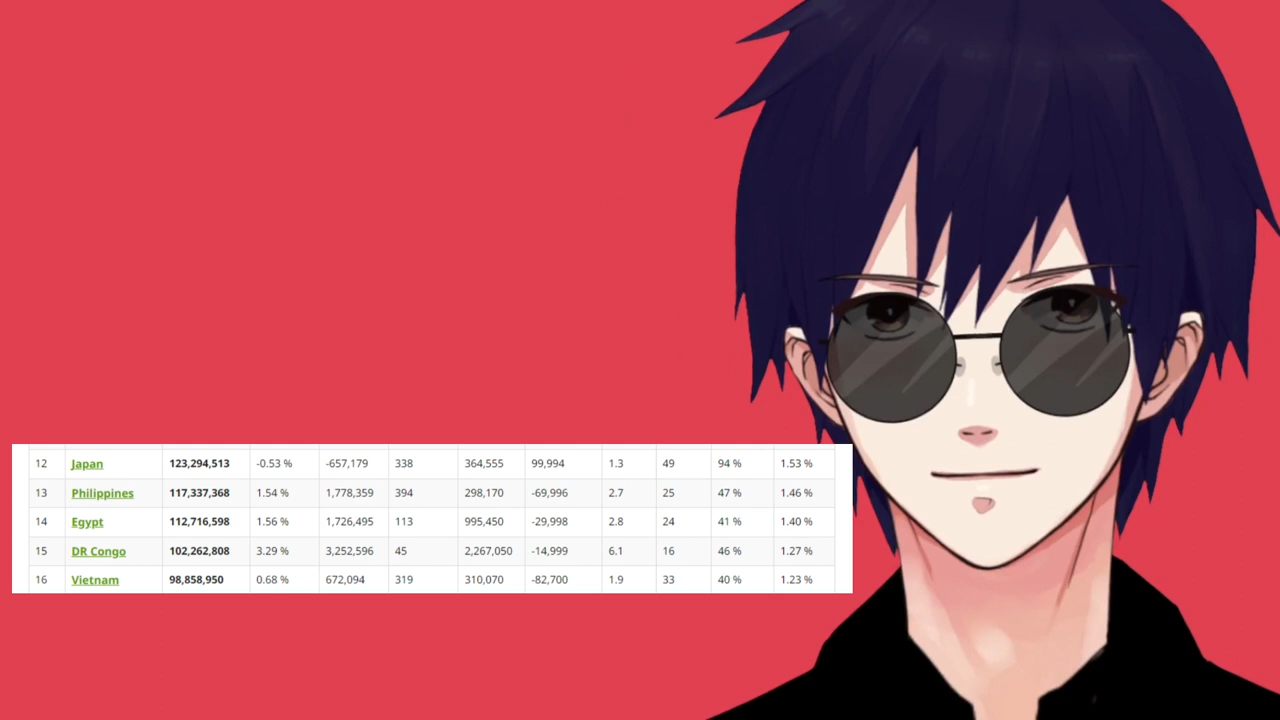 12 Japan 123,294,513 -0.53 % -657,179 338 364,555 99,994 1.3 49 94 % 1.53 %
13 Philippines 117,337,368 1.54 % 1,778,359 394 298,170 -69,996 2.7 25 47 % 1.46 %
14 Egypt 112,716,598 1.56 % 1,726,495 113 995,450 -29,998 2.8 24 41 % 1.40 %
15 DR Congo 102,262,808 3.29 % 3,252,596 45 2,267,050 -14,999 6.1 16 46 % 1.27 %
16 Vietnam 98,858,950 0.68 % 672,094 319 310,070 -82,700 1.9 33 40 % 1.23 %